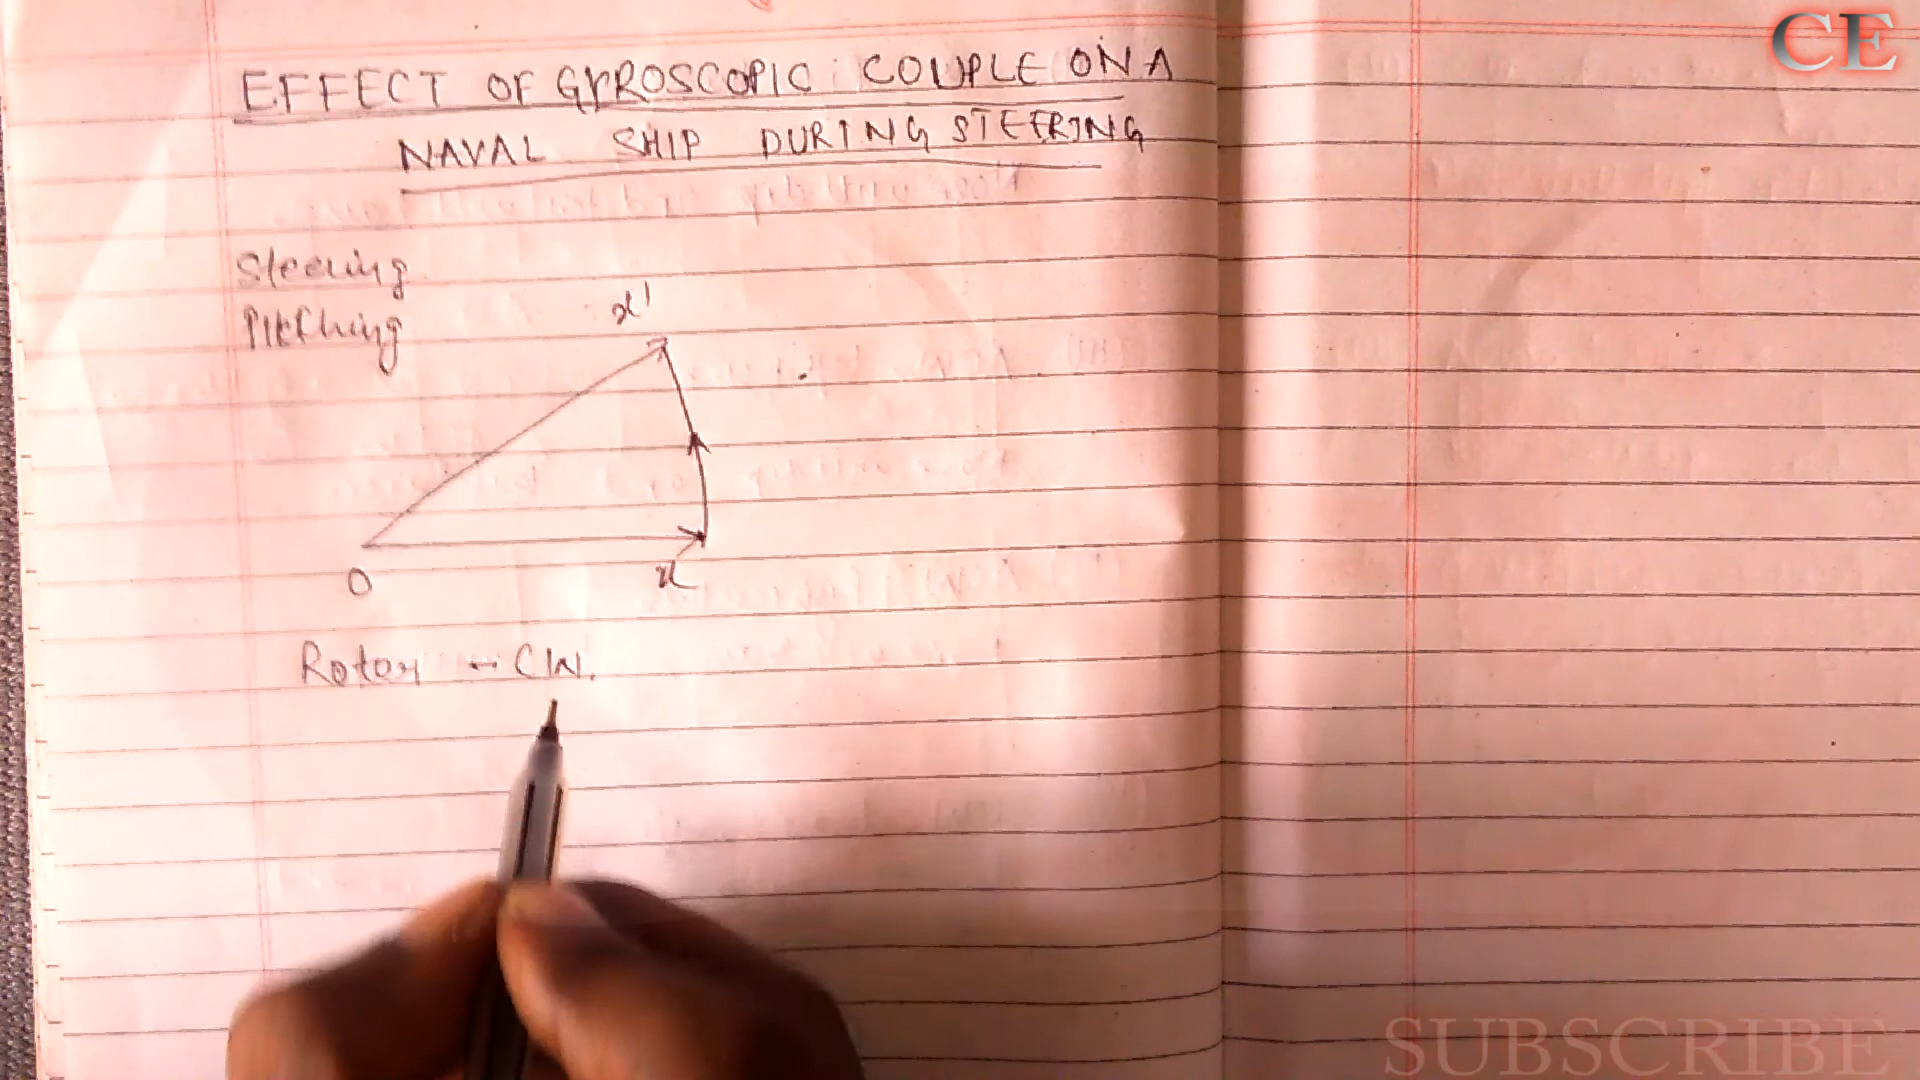 CE
EFFECT OF GYROSCOPIC COUPLE ON A
NAVAL SHIP DURING STEERING
Steering
Pitching
x'
O
x
Rotor - CW.
SUBSCRIBE